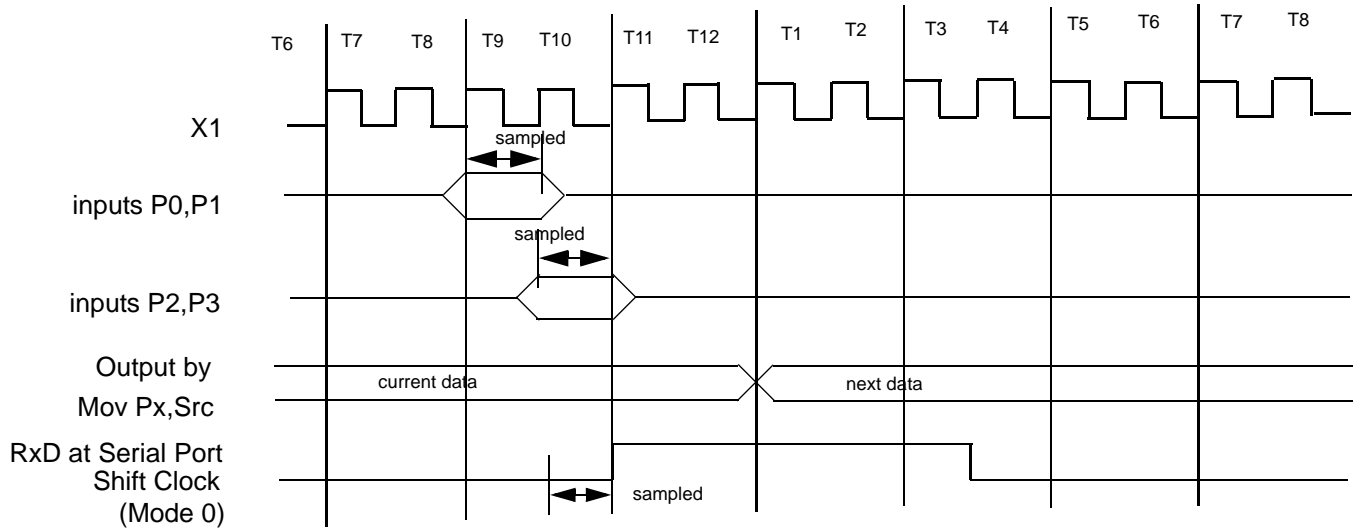 T6 T7 T8 T9 T10 T11 T12 T1 T2 T3 T4 T5 T6 T7 T8
X1
sampled
inputs P0,P1
sampled
inputs P2,P3
Output by
current data next data
Mov Px,Src
RxD at Serial Port
Shift Clock
sampled
(Mode 0)